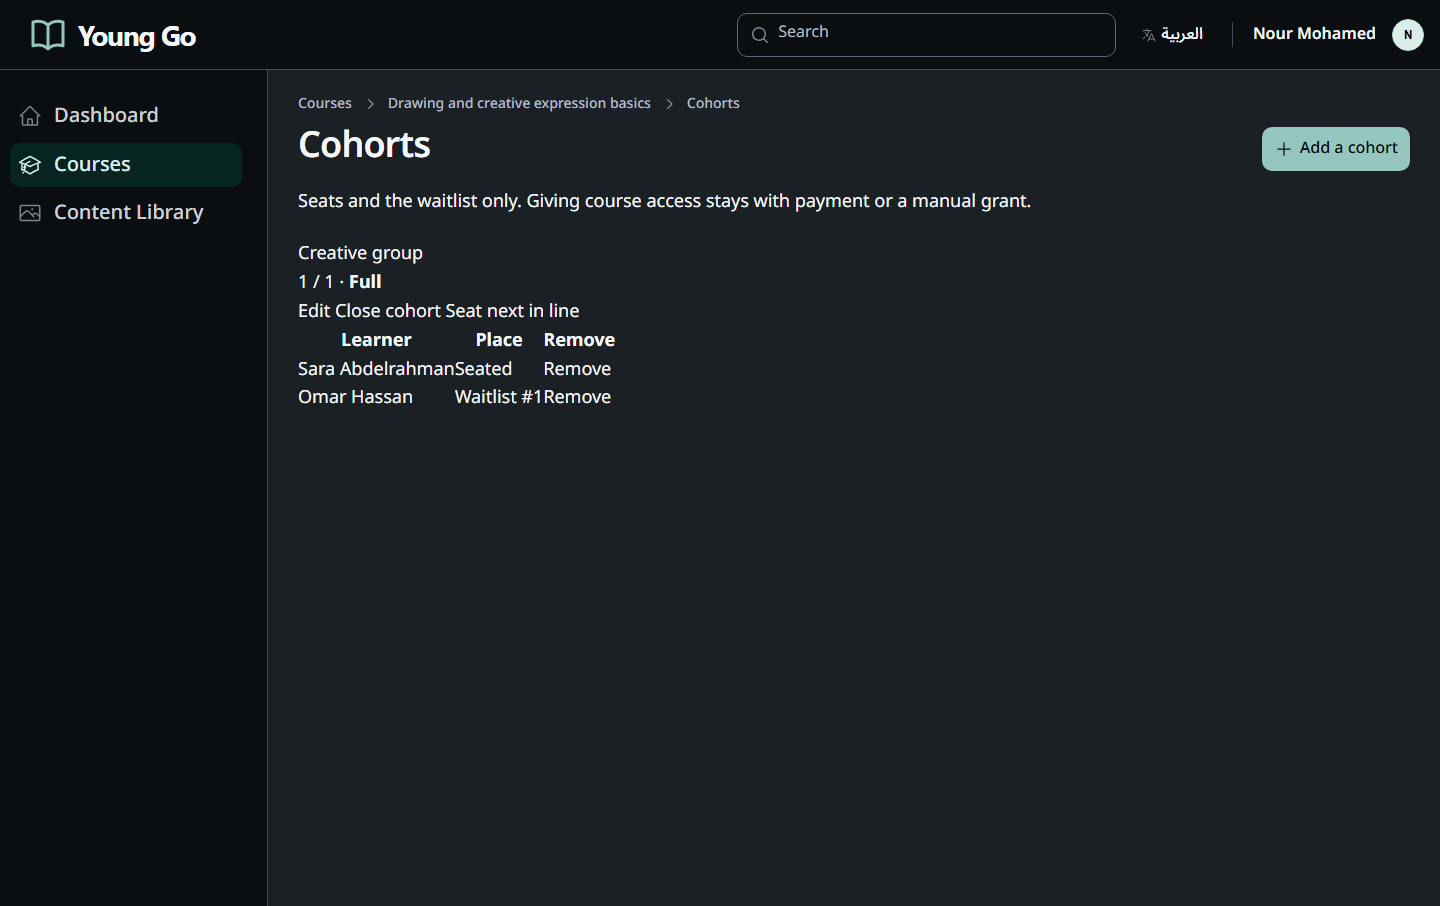 Young Go
Search
العربية
Nour Mohamed
N
Dashboard
Courses
Content Library
Courses > Drawing and creative expression basics > Cohorts
Cohorts
Add a cohort
Seats and the waitlist only. Giving course access stays with payment or a manual grant.
Creative group
1 / 1 · Full
Edit Close cohort Seat next in line
Learner Place Remove
Sara Abdelrahman Seated Remove
Omar Hassan Waitlist #1 Remove